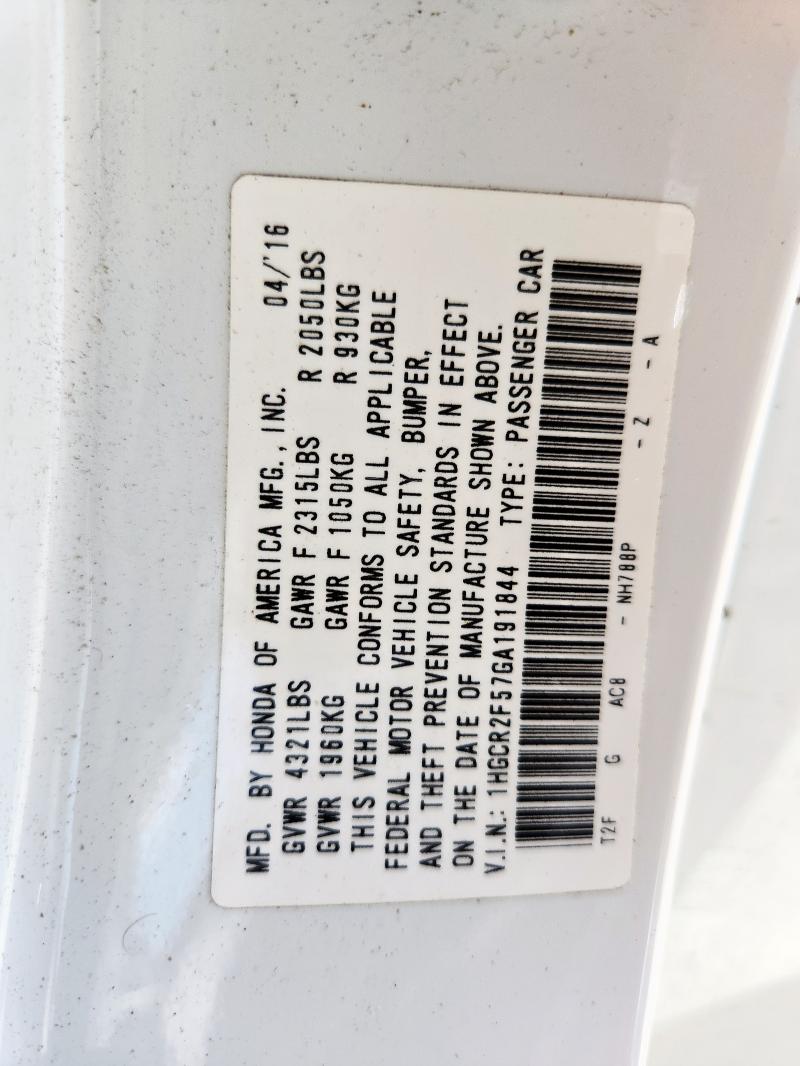 MFD. BY HONDA OF AMERICA MFG., INC. 04/'16
GVWR 4321LBS GAWR F 2315LBS R 2050LBS
GVWR 1960KG GAWR F 1050KG R 930KG
THIS VEHICLE CONFORMS TO ALL APPLICABLE
FEDERAL MOTOR VEHICLE SAFETY, BUMPER,
AND THEFT PREVENTION STANDARDS IN EFFECT
ON THE DATE OF MANUFACTURE SHOWN ABOVE.
V.I.N.: 1HGCR2F57GA191844 TYPE: PASSENGER CAR
T2F G AC8 - NH788P - Z - A